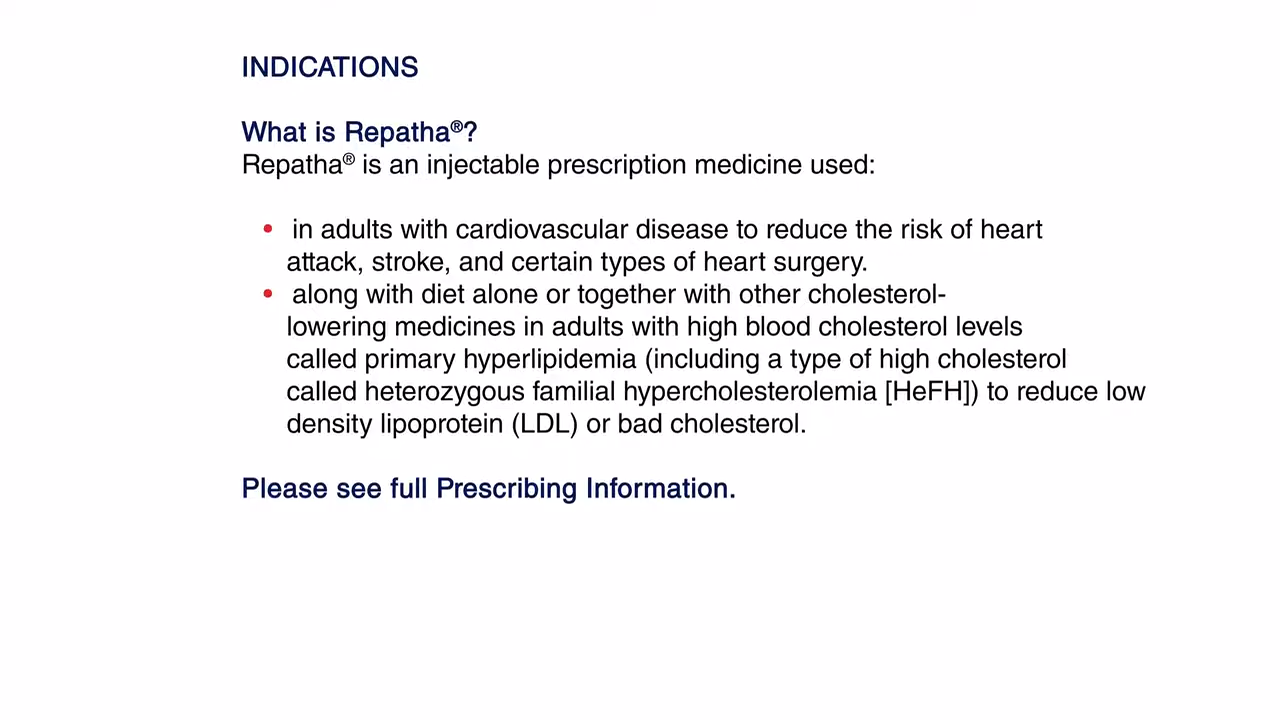 INDICATIONS
What is Repatha®?
Repatha® is an injectable prescription medicine used:
• in adults with cardiovascular disease to reduce the risk of heart
attack, stroke, and certain types of heart surgery.
• along with diet alone or together with other cholesterol-
lowering medicines in adults with high blood cholesterol levels
called primary hyperlipidemia (including a type of high cholesterol
called heterozygous familial hypercholesterolemia [HeFH]) to reduce low
density lipoprotein (LDL) or bad cholesterol.
Please see full Prescribing Information.